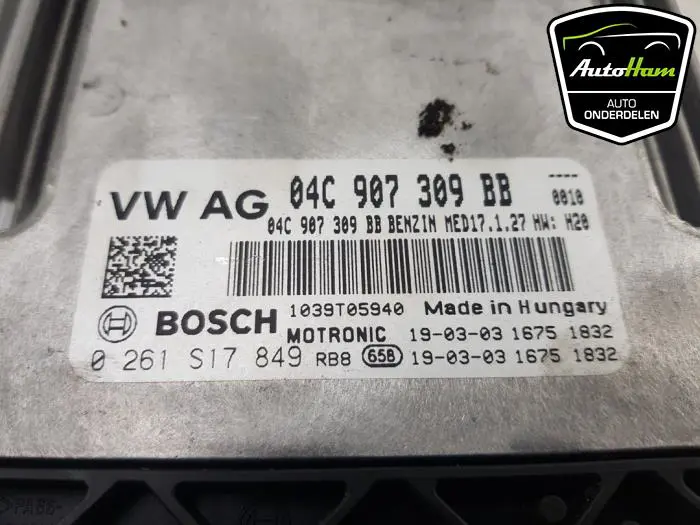 AutoHam
AUTO
ONDERDELEN
VW AG 04C 907 309 BB ----
0010
04C 907 309 BB BENZIN MED17.1.27 HW: H20
1039T05940 Made in Hungary
BOSCH MOTRONIC 19-03-03 1675 1832
0 261 S17 849 RB8 658 19-03-03 1675 1832